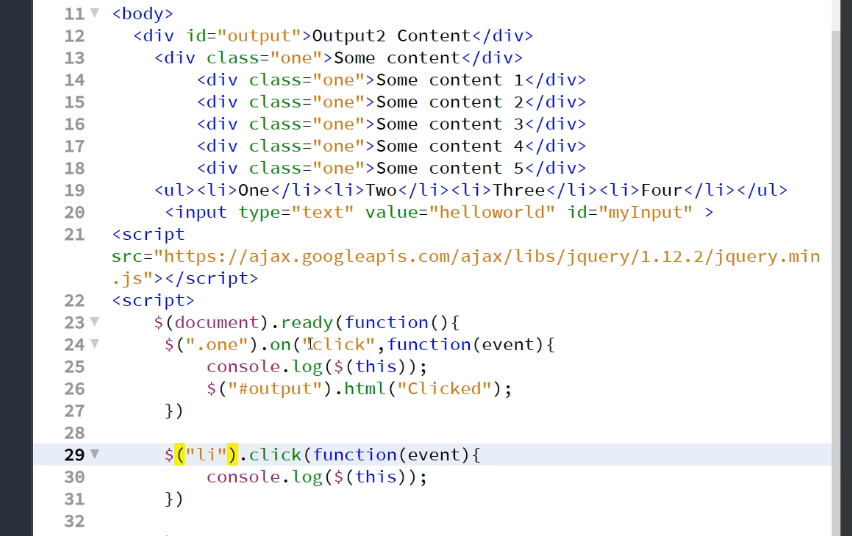 11 <body>
12 <div id="output">Output2 Content</div>
13 <div class="one">Some content</div>
14 <div class="one">Some content 1</div>
15 <div class="one">Some content 2</div>
16 <div class="one">Some content 3</div>
17 <div class="one">Some content 4</div>
18 <div class="one">Some content 5</div>
19 <ul><li>One</li><li>Two</li><li>Three</li><li>Four</li></ul>
20 <input type="text" value="helloworld" id="myInput" >
21 <script
src="https://ajax.googleapis.com/ajax/libs/jquery/1.12.2/jquery.min
.js"></script>
22 <script>
23 $(document).ready(function(){
24 $(".one").on("click",function(event){
25 console.log($(this));
26 $("#output").html("Clicked");
27 })
28
29 $("li").click(function(event){
30 console.log($(this));
31 })
32